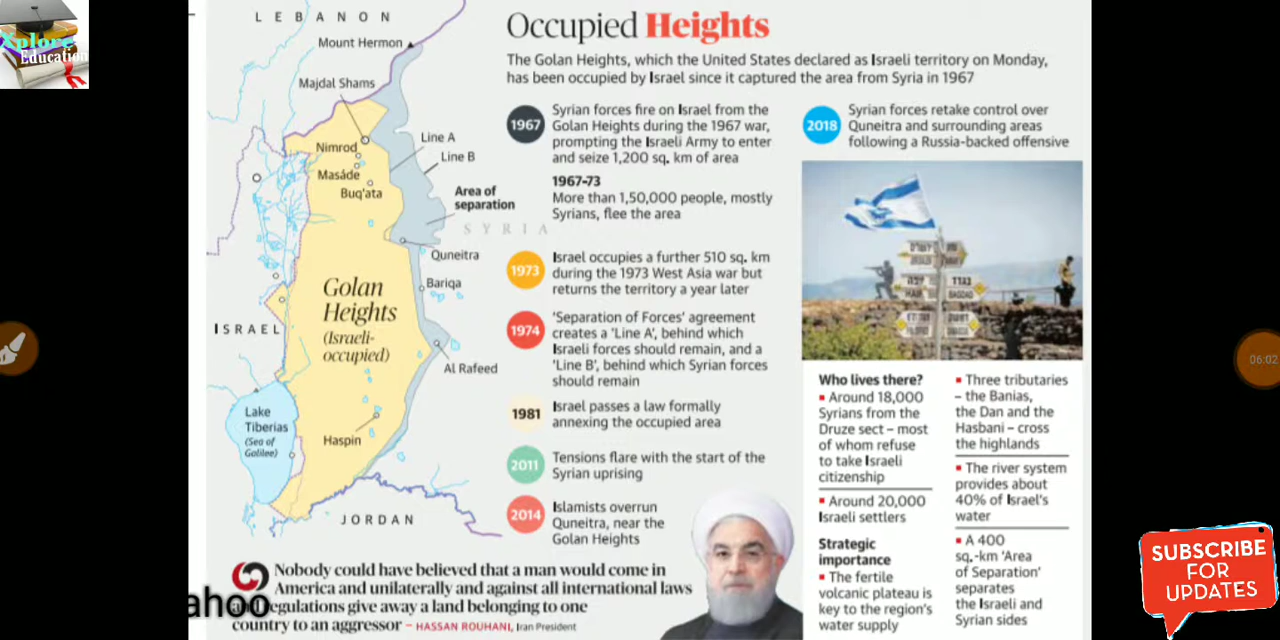 Xplore
Education
LEBANON
Mount Hermon
Majdal Shams
Nimrod
Masáde
Buq'ata
Line A
Line B
Area of
separation
SYRIA
Quneitra
Bariqa
Golan
Heights
(Israeli-
occupied)
ISRAEL
Al Rafeed
Lake
Tiberias
(Sea of
Galilee)
Haspin
JORDAN
Occupied Heights
The Golan Heights, which the United States declared as Israeli territory on Monday,
has been occupied by Israel since it captured the area from Syria in 1967
1967
Syrian forces fire on Israel from the
Golan Heights during the 1967 war,
prompting the Israeli Army to enter
and seize 1,200 sq. km of area
1967-73
More than 1,50,000 people, mostly
Syrians, flee the area
1973
Israel occupies a further 510 sq. km
during the 1973 West Asia war but
returns the territory a year later
1974
'Separation of Forces' agreement
creates a 'Line A', behind which
Israeli forces should remain, and a
'Line B', behind which Syrian forces
should remain
1981
Israel passes a law formally
annexing the occupied area
2011
Tensions flare with the start of the
Syrian uprising
2014
Islamists overrun
Quneitra, near the
Golan Heights
2018
Syrian forces retake control over
Quneitra and surrounding areas
following a Russia-backed offensive
Who lives there?
Around 18,000
Syrians from the
Druze sect – most
of whom refuse
to take Israeli
citizenship
Around 20,000
Israeli settlers
Strategic
importance
The fertile
volcanic plateau is
key to the region's
water supply
Three tributaries
– the Banias,
the Dan and the
Hasbani – cross
the highlands
The river system
provides about
40% of Israel's
water
A 400
sq.-km 'Area
of Separation'
separates
the Israeli and
Syrian sides
Nobody could have believed that a man would come in
America and unilaterally and against all international laws
and regulations give away a land belonging to one
country to an aggressor – HASSAN ROUHANI, Iran President
ahoo
06:02
SUBSCRIBE
FOR
UPDATES